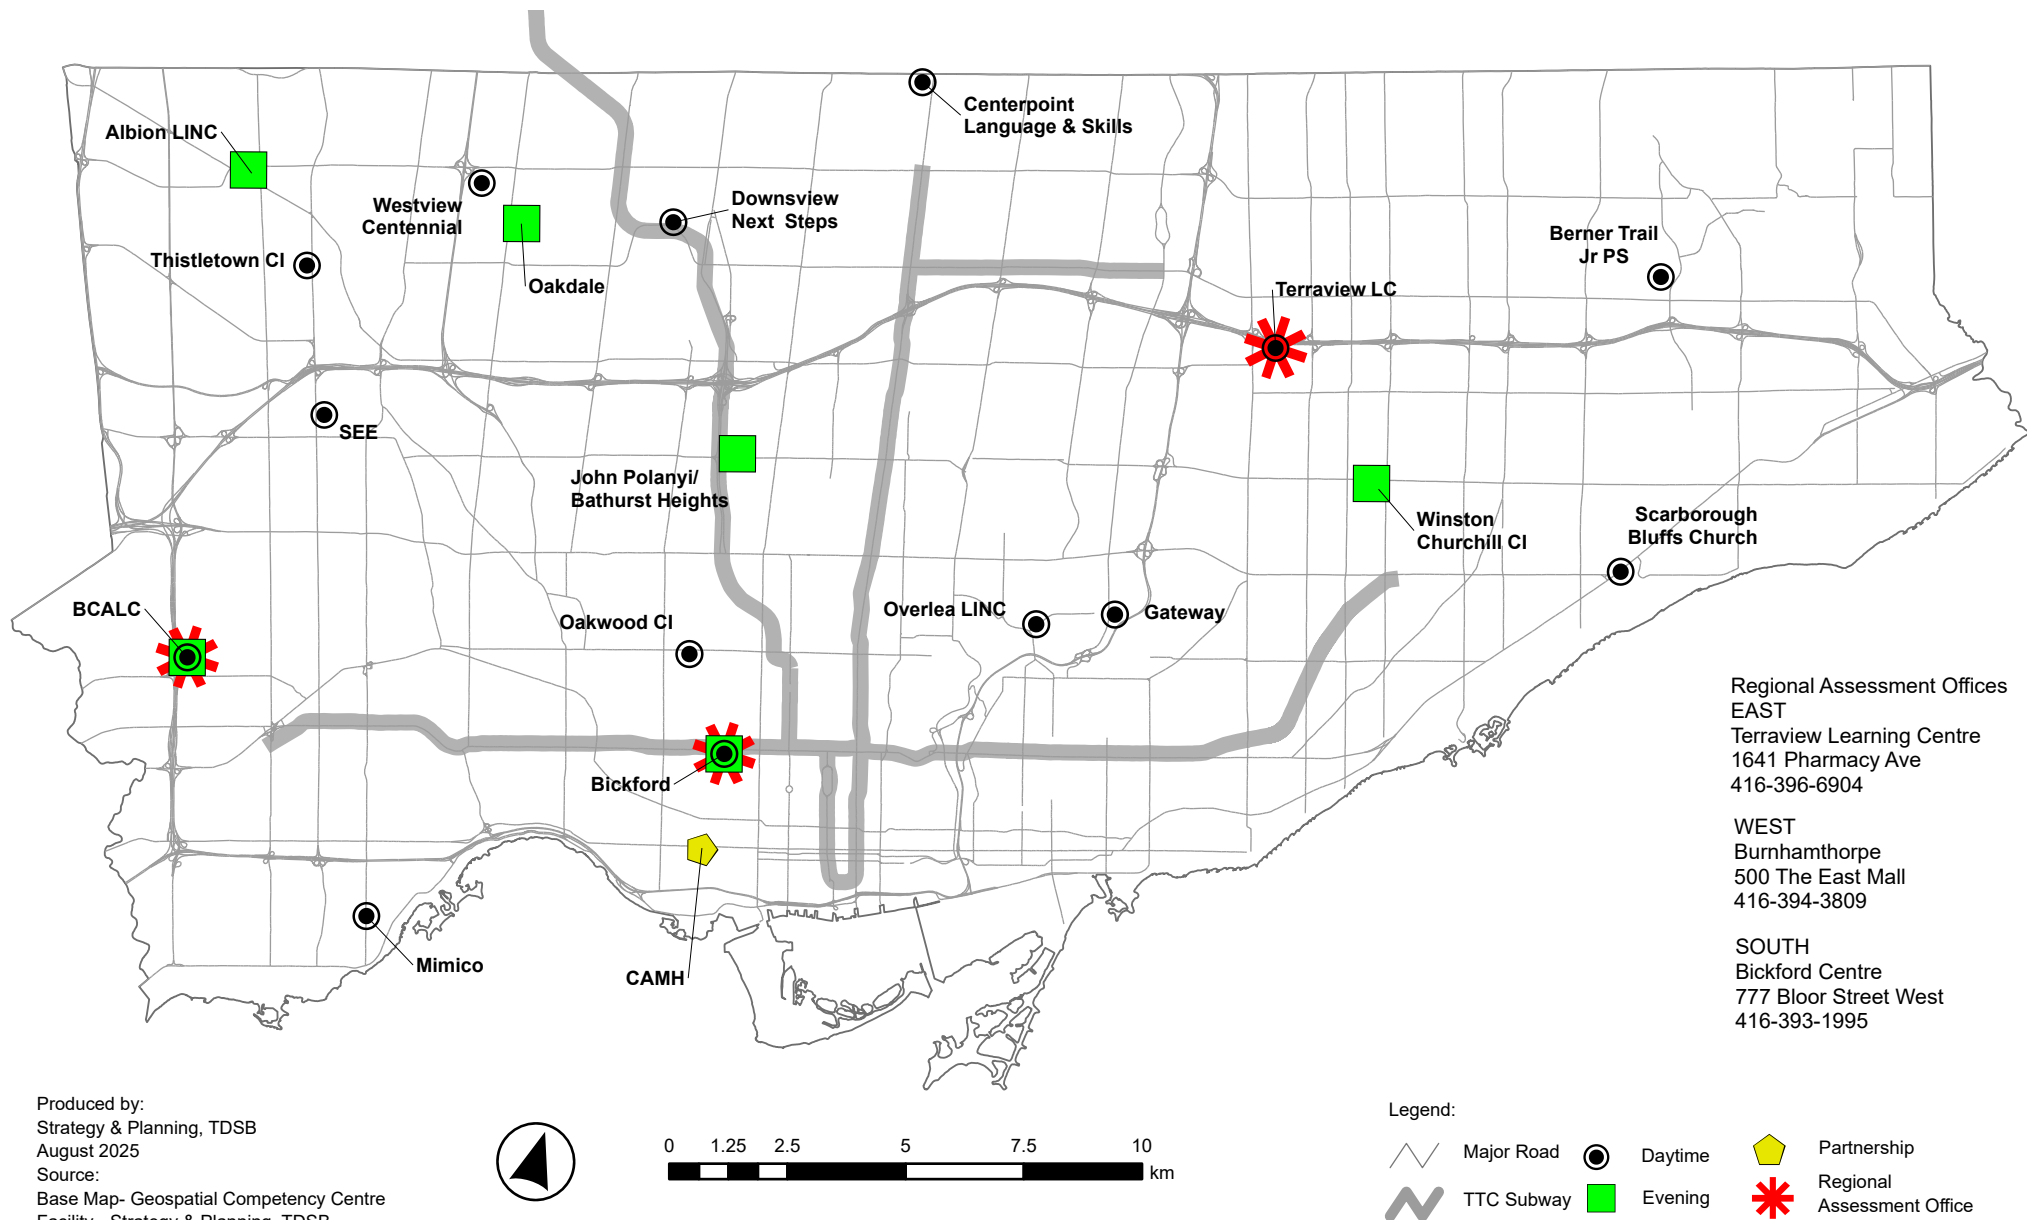 Centerpoint
Language & Skills
Albion LINC
Westview
Centennial
Downsview
Next  Steps
Thistletown CI
Oakdale
Berner Trail
Jr PS
Terraview LC
SEE
John Polanyi/
Bathurst Heights
Winston
Churchill CI
Scarborough
Bluffs Church
BCALC
Oakwood CI
Overlea LINC
Gateway
Bickford
CAMH
Mimico
Regional Assessment Offices
EAST
Terraview Learning Centre
1641 Pharmacy Ave
416-396-6904
WEST
Burnhamthorpe
500 The East Mall
416-394-3809
SOUTH
Bickford Centre
777 Bloor Street West
416-393-1995
Produced by:
Strategy & Planning, TDSB
August 2025
Source:
Base Map- Geospatial Competency Centre
Facility - Strategy & Planning, TDSB
0 1.25 2.5 5 7.5 10
km
Legend:
Major Road
Daytime
Partnership
TTC Subway
Evening
Regional
Assessment Office